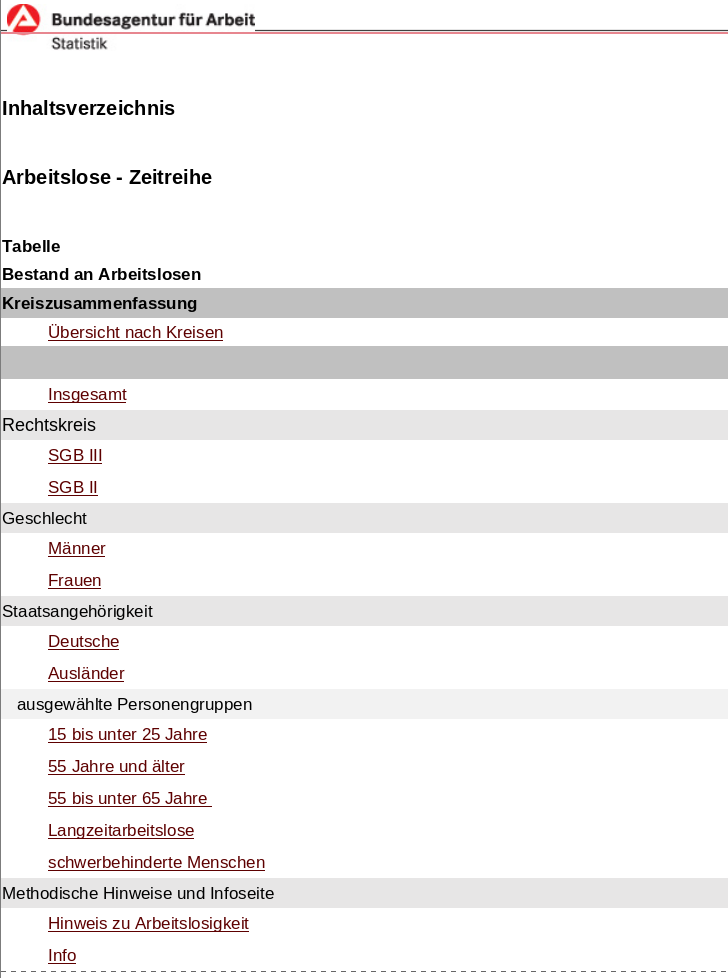 Bundesagentur für Arbeit
Statistik
Inhaltsverzeichnis
Arbeitslose - Zeitreihe
Tabelle
Bestand an Arbeitslosen
Kreiszusammenfassung
Übersicht nach Kreisen
Insgesamt
Rechtskreis
SGB III
SGB II
Geschlecht
Männer
Frauen
Staatsangehörigkeit
Deutsche
Ausländer
ausgewählte Personengruppen
15 bis unter 25 Jahre
55 Jahre und älter
55 bis unter 65 Jahre
Langzeitarbeitslose
schwerbehinderte Menschen
Methodische Hinweise und Infoseite
Hinweis zu Arbeitslosigkeit
Info